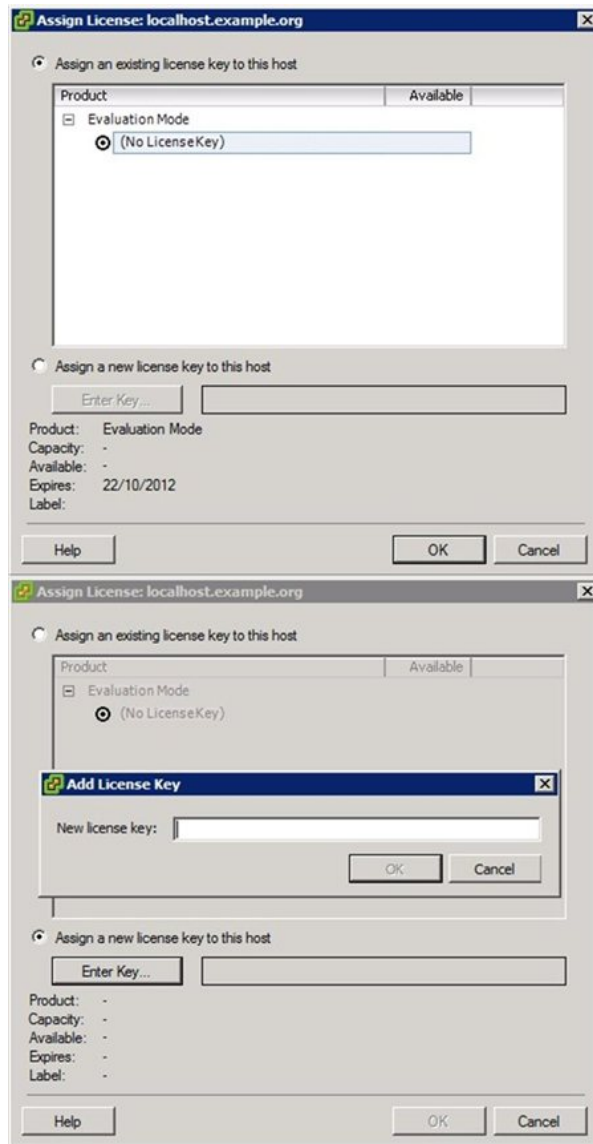 Assign License: localhost.example.org
Assign an existing license key to this host
Product Available
Evaluation Mode
(No LicenseKey)
Assign a new license key to this host
Enter Key...
Product: Evaluation Mode
Capacity: -
Available: -
Expires: 22/10/2012
Label:
Help OK Cancel
Assign License: localhost.example.org
Assign an existing license key to this host
Product Available
Evaluation Mode
(No LicenseKey)
Add License Key
New license key:
OK Cancel
Assign a new license key to this host
Enter Key...
Product: -
Capacity: -
Available: -
Expires: -
Label: -
Help OK Cancel